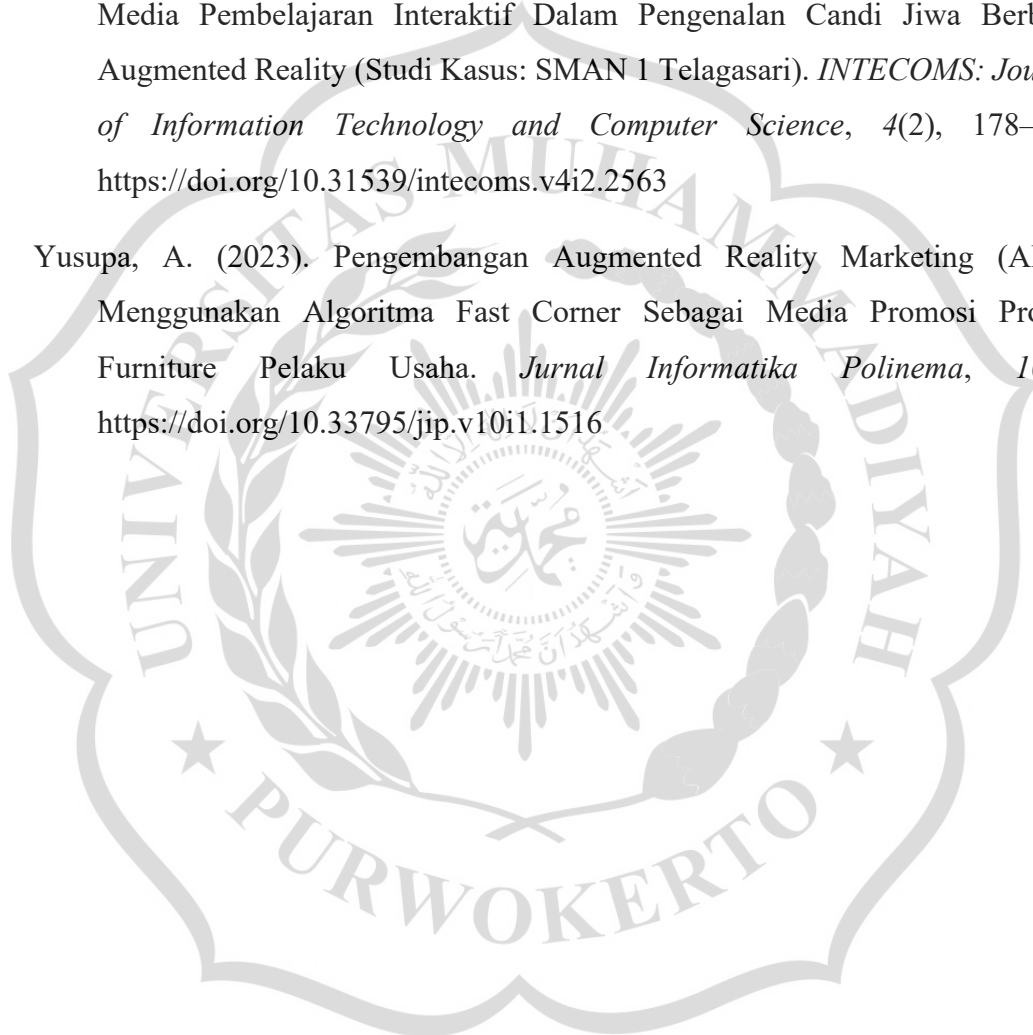 Media Pembelajaran Interaktif Dalam Pengenalan Candi Jiwa Berb
Augmented Reality (Studi Kasus: SMAN 1 Telagasari). INTECOMS: Jou
of Information Technology and Computer Science, 4(2), 178–
https://doi.org/10.31539/intecoms.v4i2.2563
Yusupa, A. (2023). Pengembangan Augmented Reality Marketing (A
Menggunakan Algoritma Fast Corner Sebagai Media Promosi Pro
Furniture Pelaku Usaha. Jurnal Informatika Polinema, 1
https://doi.org/10.33795/jip.v10i1.1516
UNIVERSITAS MUHAMMADIYAH
PURWOKERTO